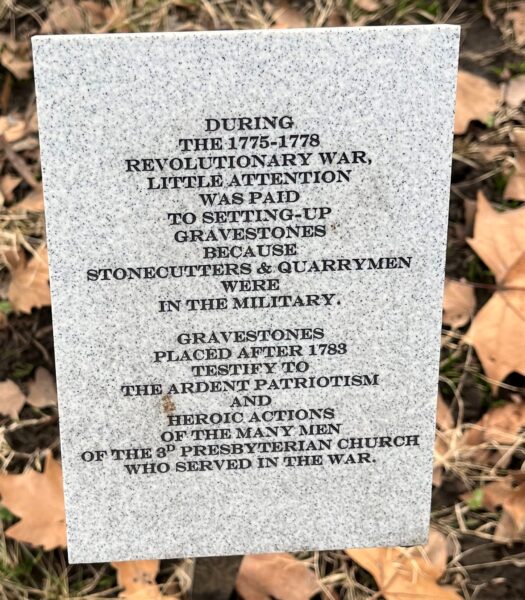 DURING
THE 1775-1778
REVOLUTIONARY WAR,
LITTLE ATTENTION
WAS PAID
TO SETTING-UP
GRAVESTONES
BECAUSE
STONECUTTERS & QUARRYMEN
WERE
IN THE MILITARY.
GRAVESTONES
PLACED AFTER 1783
TESTIFY TO
THE ARDENT PATRIOTISM
AND
HEROIC ACTIONS
OF THE MANY MEN
OF THE 3ᴰ PRESBYTERIAN CHURCH
WHO SERVED IN THE WAR.